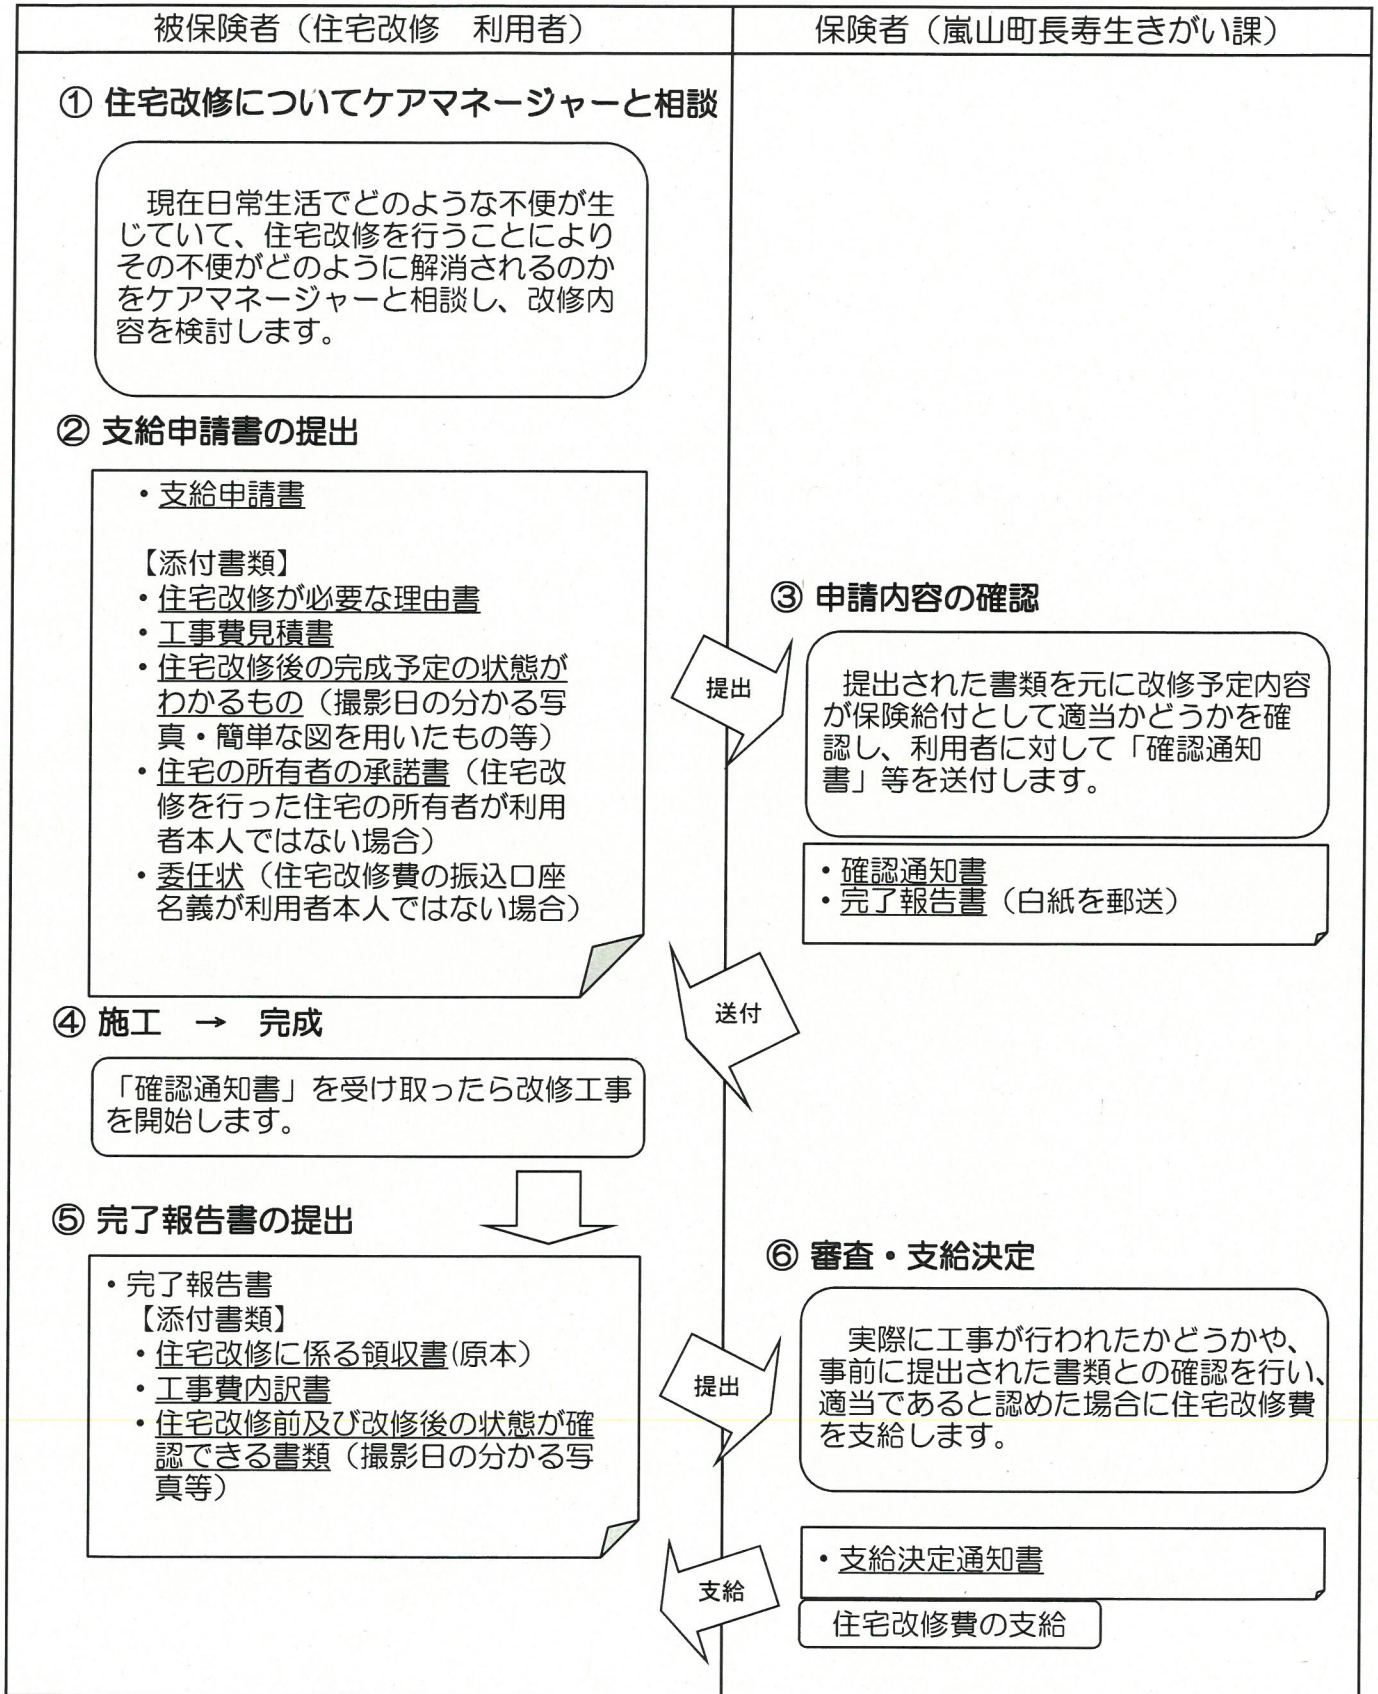 被保険者（住宅改修　利用者）
保険者（嵐山町長寿生きがい課）
① 住宅改修についてケアマネージャーと相談
現在日常生活でどのような不便が生
じていて、住宅改修を行うことにより
その不便がどのように解消されるのか
をケアマネージャーと相談し、改修内
容を検討します。
② 支給申請書の提出
・支給申請書
【添付書類】
・住宅改修が必要な理由書
・工事費見積書
・住宅改修後の完成予定の状態が
わかるもの（撮影日の分かる写
真・簡単な図を用いたもの等）
・住宅の所有者の承諾書（住宅改
修を行った住宅の所有者が利用
者本人ではない場合）
・委任状（住宅改修費の振込口座
名義が利用者本人ではない場合）
提出
③ 申請内容の確認
提出された書類を元に改修予定内容
が保険給付として適当かどうかを確
認し、利用者に対して「確認通知
書」等を送付します。
・確認通知書
・完了報告書（白紙を郵送）
送付
④ 施工　→　完成
「確認通知書」を受け取ったら改修工事
を開始します。
⑤ 完了報告書の提出
・完了報告書
【添付書類】
・住宅改修に係る領収書(原本）
・工事費内訳書
・住宅改修前及び改修後の状態が確
認できる書類（撮影日の分かる写
真等）
提出
⑥ 審査・支給決定
実際に工事が行われたかどうかや、
事前に提出された書類との確認を行い、
適当であると認めた場合に住宅改修費
を支給します。
・支給決定通知書
支給
住宅改修費の支給